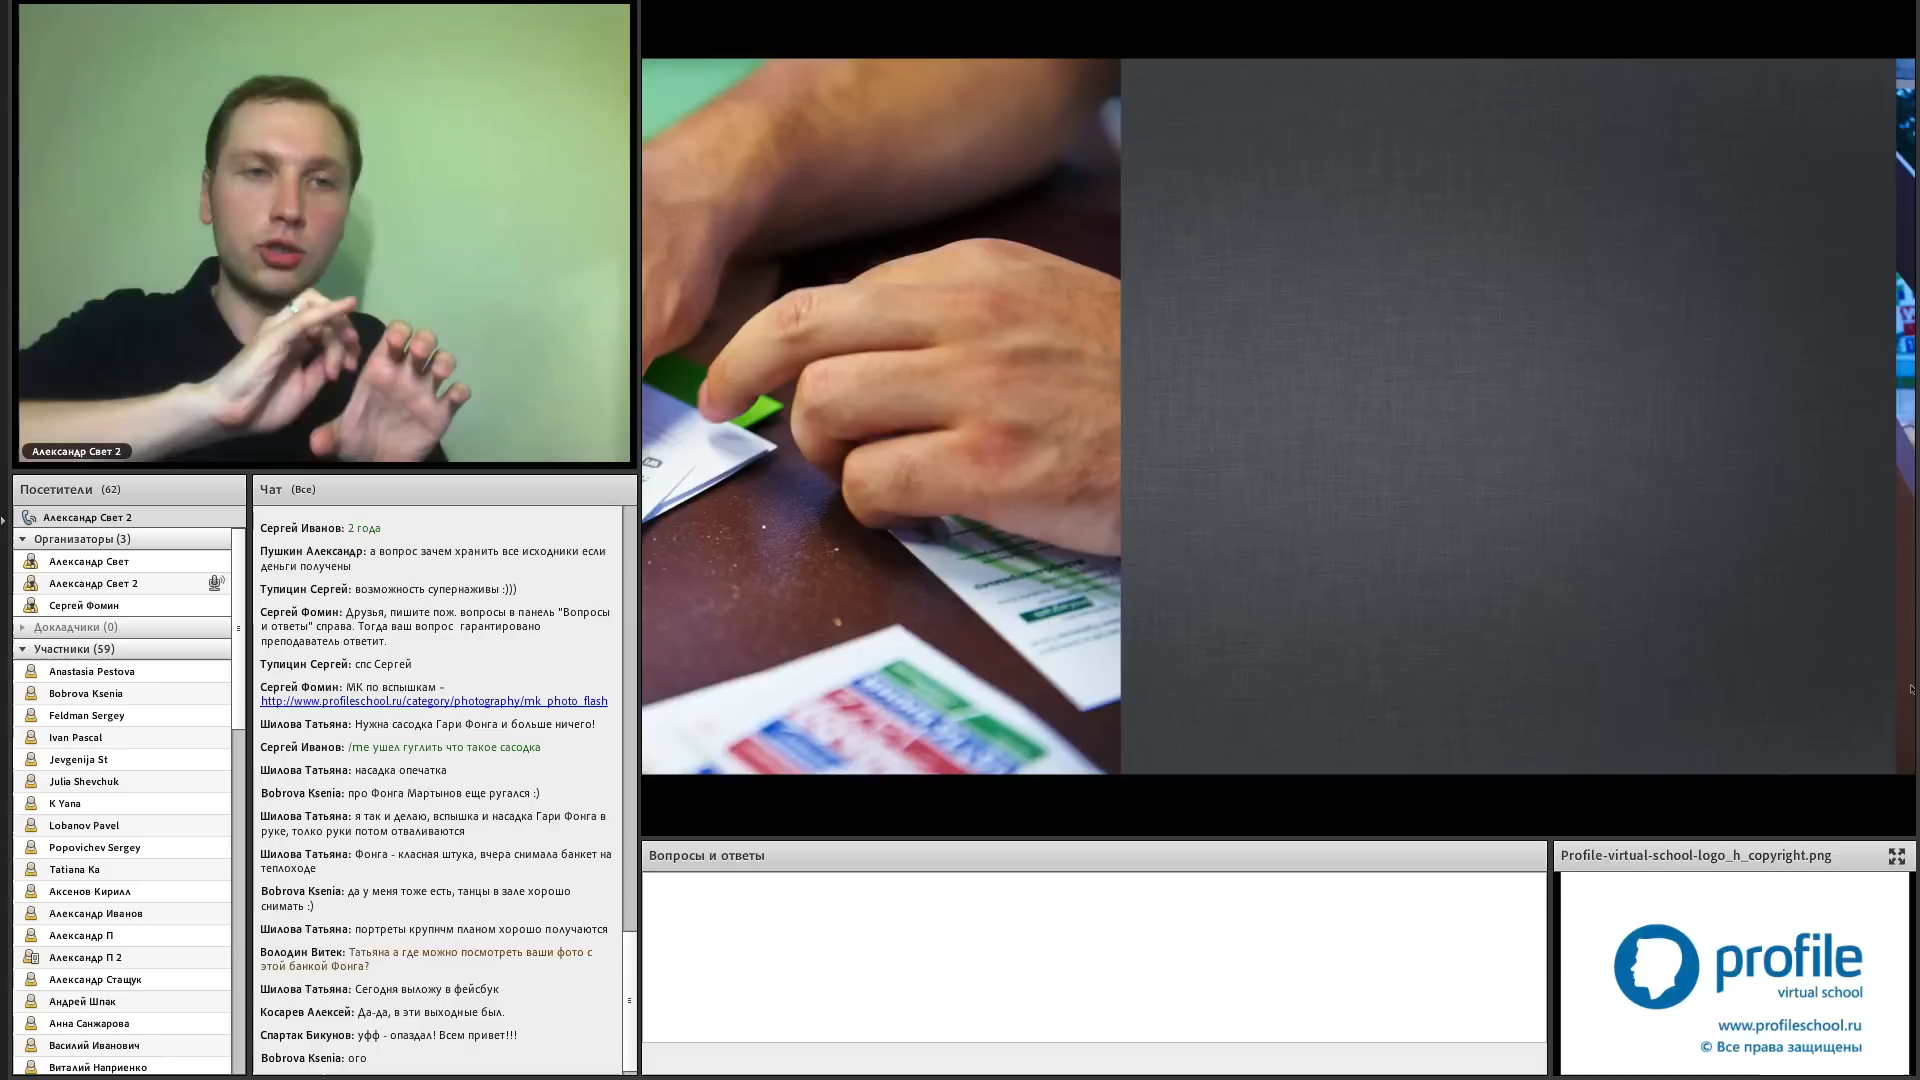 Александр Свет 2
Посетители (62)
Александр Свет 2
Организаторы (3)
Александр Свет
Александр Свет 2
Сергей Фомин
Докладчики (0)
Участники (59)
Anastasia Pestova
Bobrova Ksenia
Feldman Sergey
Ivan Pascal
Jevgenija St
Julia Shevchuk
K Yana
Lobanov Pavel
Popovichev Sergey
Tatiana Ka
Аксенов Кирилл
Александр Иванов
Александр П
Александр П 2
Александр Стащук
Андрей Шпак
Анна Санжарова
Василий Иванович
Виталий Наприенко
Чат (Все)
Сергей Иванов: 2 года
Пушкин Александр: а вопрос зачем хранить все исходники если
деньги получены
Тупицин Сергей: возможность супернаживы :)))
Сергей Фомин: Друзья, пишите пож. вопросы в панель "Вопросы
и ответы" справа. Тогда ваш вопрос гарантировано
преподаватель ответит.
Тупицин Сергей: спс Сергей
Сергей Фомин: МК по вспышкам -
http://www.profileschool.ru/category/photography/mk_photo_flash
Шилова Татьяна: Нужна сасодка Гари Фонга и больше ничего!
Сергей Иванов: /me ушел гуглить что такое сасодка
Шилова Татьяна: насадка опечатка
Bobrova Ksenia: про Фонга Мартынов еще ругался :)
Шилова Татьяна: я так и делаю, вспышка и насадка Гари Фонга в
руке, толко руки потом отваливаются
Шилова Татьяна: Фонга - класная штука, вчера снимала банкет на
теплоходе
Bobrova Ksenia: да у меня тоже есть, танцы в зале хорошо
снимать :)
Шилова Татьяна: портреты крупнчм планом хорошо получаются
Володин Витек: Татьяна а где можно посмотреть ваши фото с
этой банкой Фонга?
Шилова Татьяна: Сегодня выложу в фейсбук
Косарев Алексей: Да-да, в эти выходные был.
Спартак Бикунов: уфф - опаздал! Всем привет!!!
Bobrova Ksenia: ого
Вопросы и ответы
Profile-virtual-school-logo_h_copyright.png
profile
virtual school
www.profileschool.ru
© Все права защищены